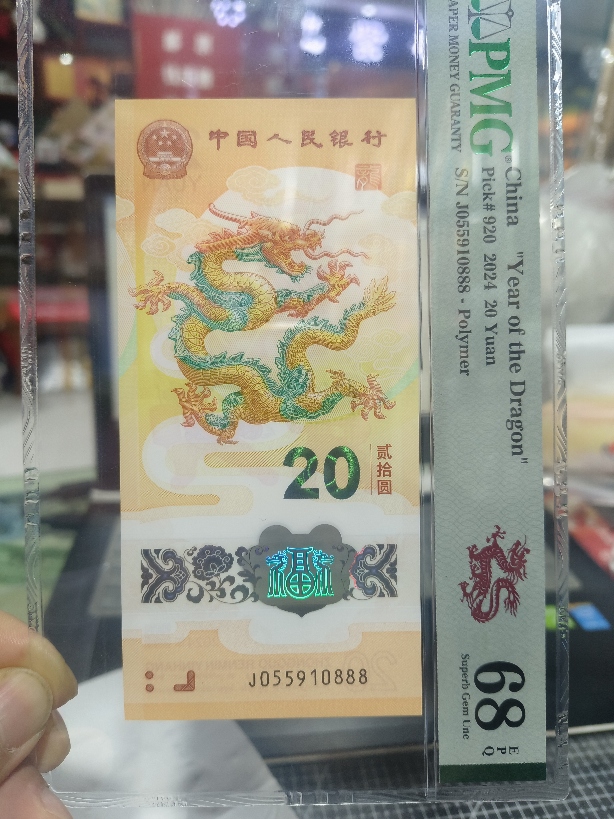 中国人民银行
20
贰拾圆
J055910888
PMG
PAPER MONEY GUARANTY
China "Year of the Dragon"
Pick# 920 2024 20 Yuan
S/N J055910888 - Polymer
68
EPQ
Superb Gem Unc